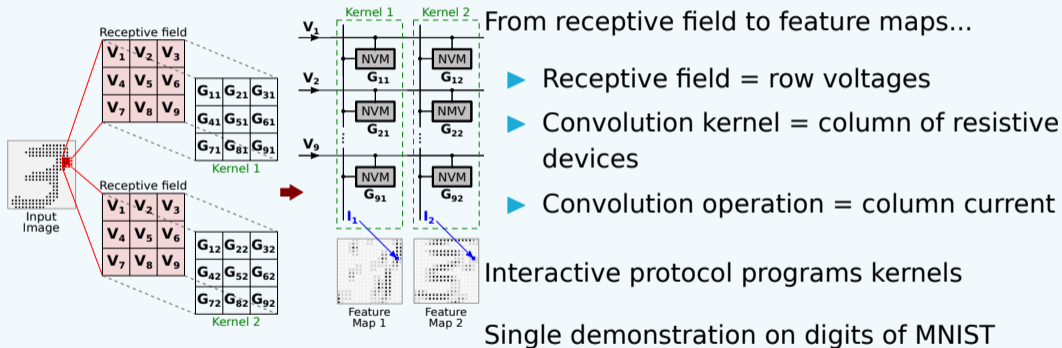 Receptive field
V1 V2 V3
V4 V5 V6
V7 V8 V9
G11 G21 G31
G41 G51 G61
G71 G81 G91
Kernel 1
Input
Image
Receptive field
V1 V2 V3
V4 V5 V6
V7 V8 V9
G12 G22 G32
G42 G52 G62
G72 G82 G92
Kernel 2
Kernel 1 Kernel 2
V1
NVM NVM
G11 G12
V2
NVM NMV
G21 G22
V9
NVM NVM
G91 G92
I1 I2
Feature
Map 1
Feature
Map 2
From receptive field to feature maps...
Receptive field = row voltages
Convolution kernel = column of resistive
devices
Convolution operation = column current
Interactive protocol programs kernels
Single demonstration on digits of MNIST